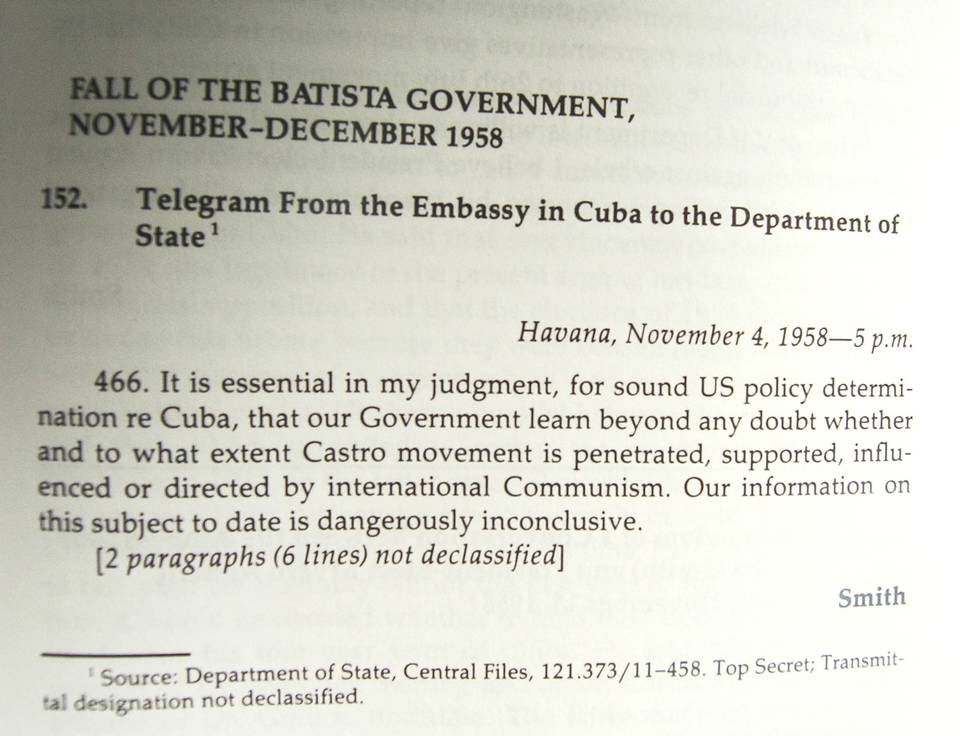 FALL OF THE BATISTA GOVERNMENT,
NOVEMBER–DECEMBER 1958
152. Telegram From the Embassy in Cuba to the Department of
State¹
Havana, November 4, 1958—5 p.m.
466. It is essential in my judgment, for sound US policy determi-
nation re Cuba, that our Government learn beyond any doubt whether
and to what extent Castro movement is penetrated, supported, influ-
enced or directed by international Communism. Our information on
this subject to date is dangerously inconclusive.
[2 paragraphs (6 lines) not declassified]
Smith
¹ Source: Department of State, Central Files, 121.373/11–458. Top Secret; Transmit-
tal designation not declassified.